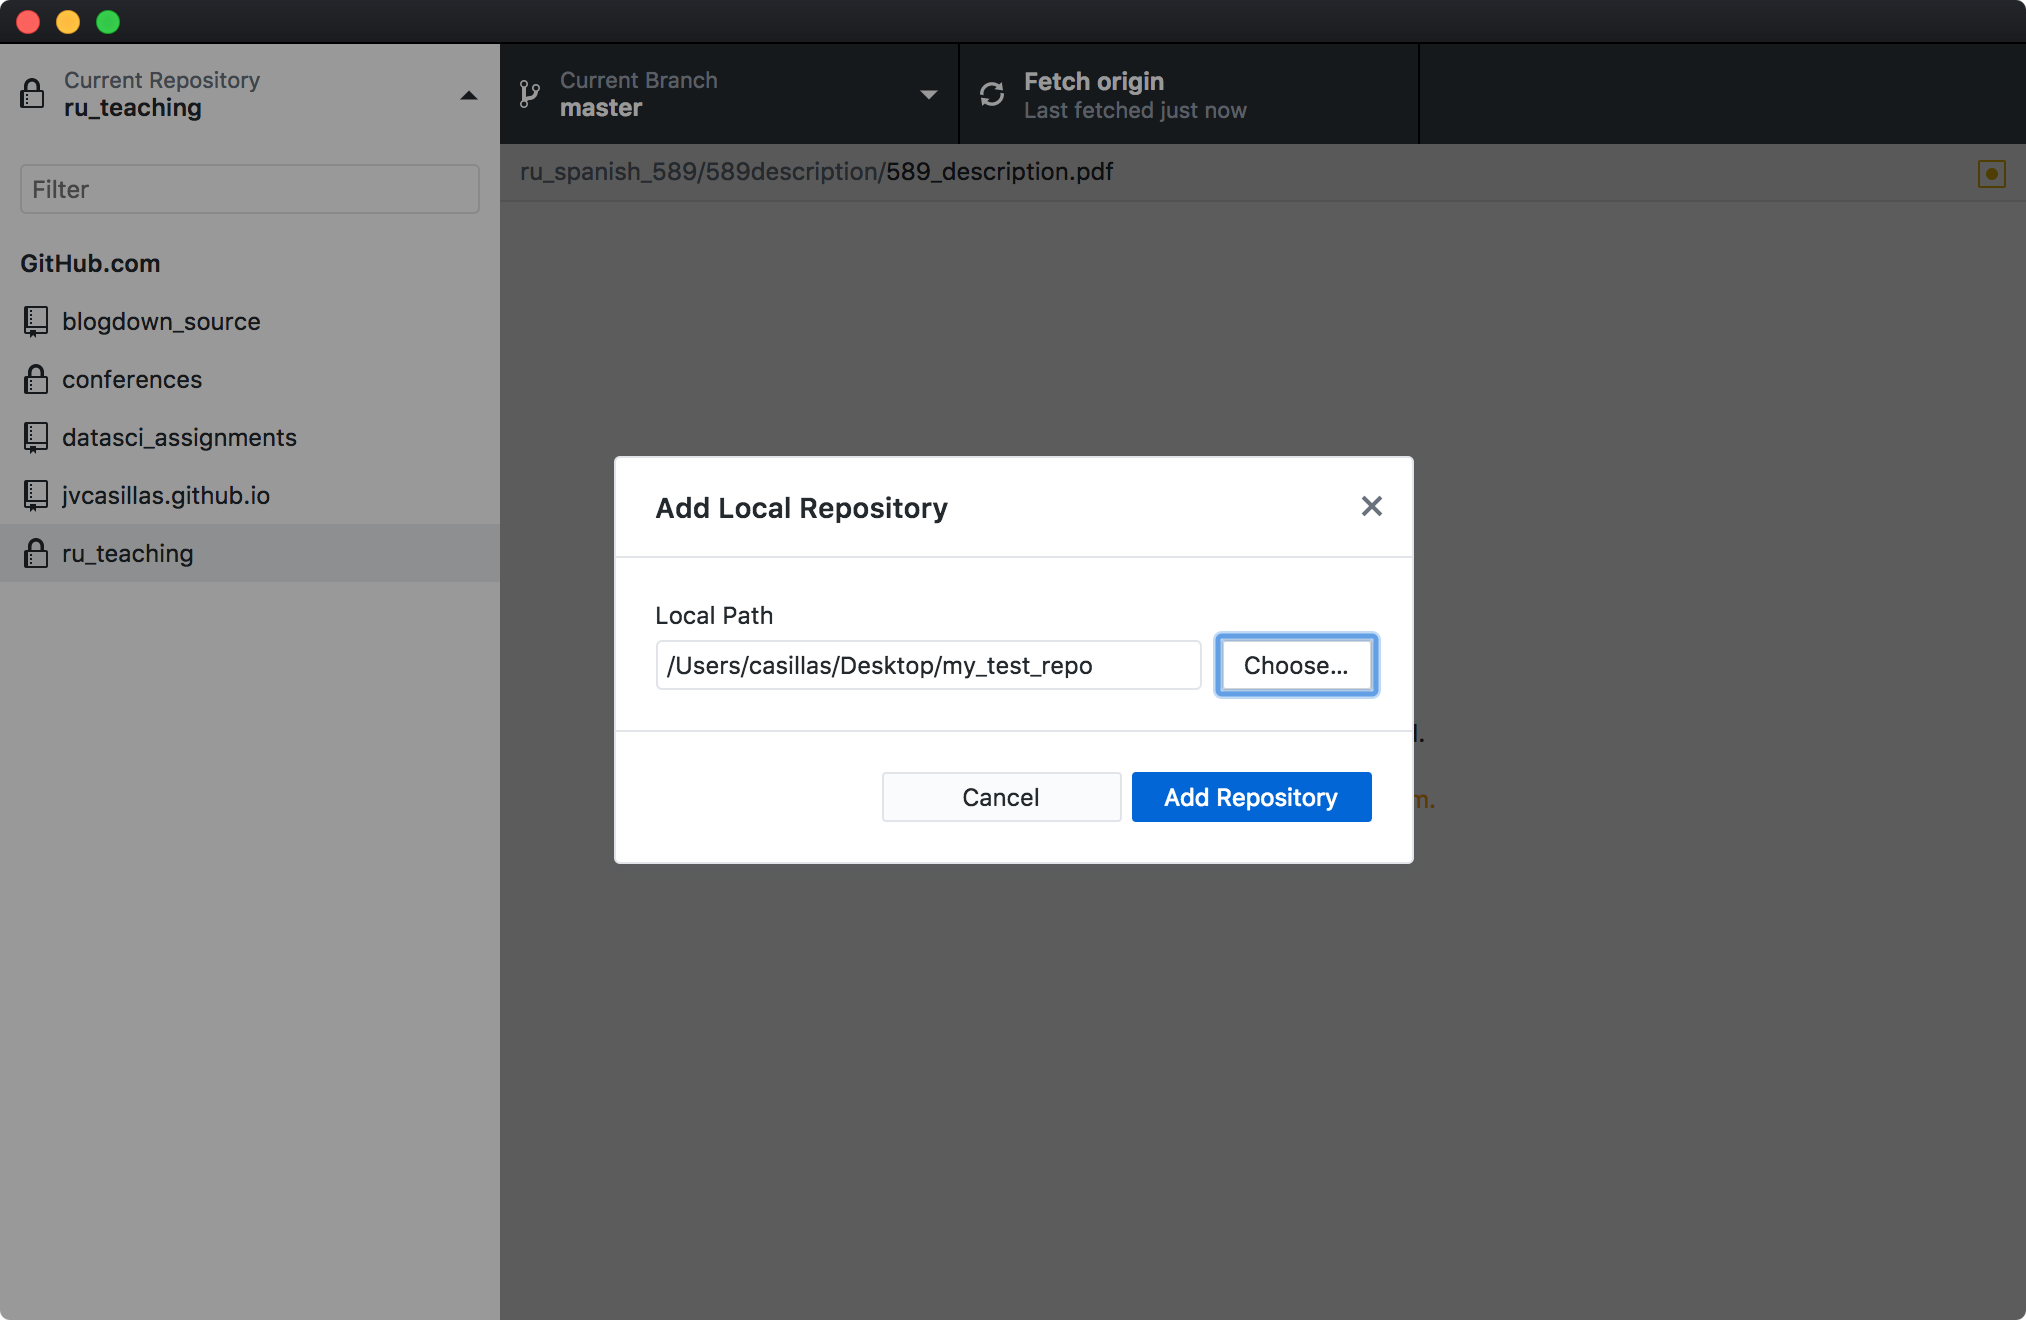 Current Repository
ru_teaching
Current Branch
master
Fetch origin
Last fetched just now
Filter
GitHub.com
blogdown_source
conferences
datasci_assignments
jvcasillas.github.io
ru_teaching
ru_spanish_589/589description/589_description.pdf
Add Local Repository
Local Path
/Users/casillas/Desktop/my_test_repo
Choose...
Cancel
Add Repository